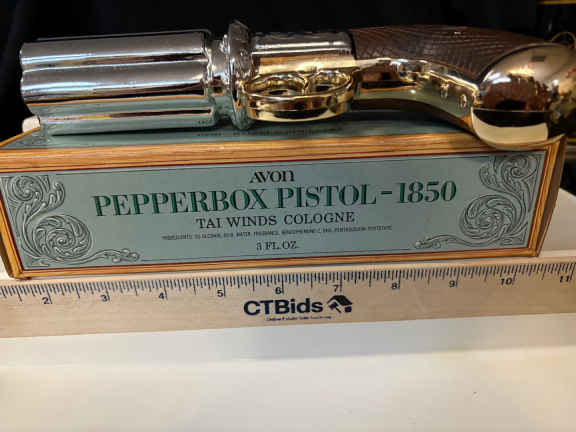 AVON
PEPPERBOX PISTOL-1850
TAI WINDS COLOGNE
3 FL. OZ.
2 3 4 5 6 7 8 9 10 11
CTBids